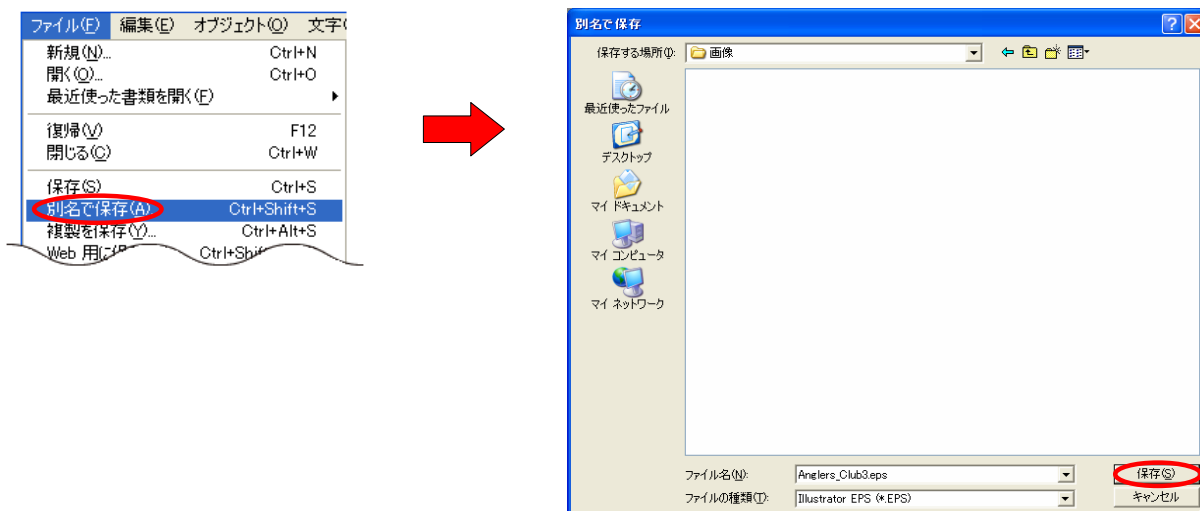 ファイル(F) 編集(E) オブジェクト(O) 文字(
新規(N)... Ctrl+N
開く(O)... Ctrl+O
最近使った書類を開く(F)
復帰(V) F12
閉じる(C) Ctrl+W
保存(S) Ctrl+S
別名で保存(A) Ctrl+Shift+S
複製を保存(Y)... Ctrl+Alt+S
Web 用に
別名で保存
保存する場所(I): 画像
最近使ったファイル
デスクトップ
マイ ドキュメント
マイ コンピュータ
マイ ネットワーク
ファイル名(N): Anglers_Club3.eps 保存(S)
ファイルの種類(T): Illustrator EPS (*.EPS) キャンセル